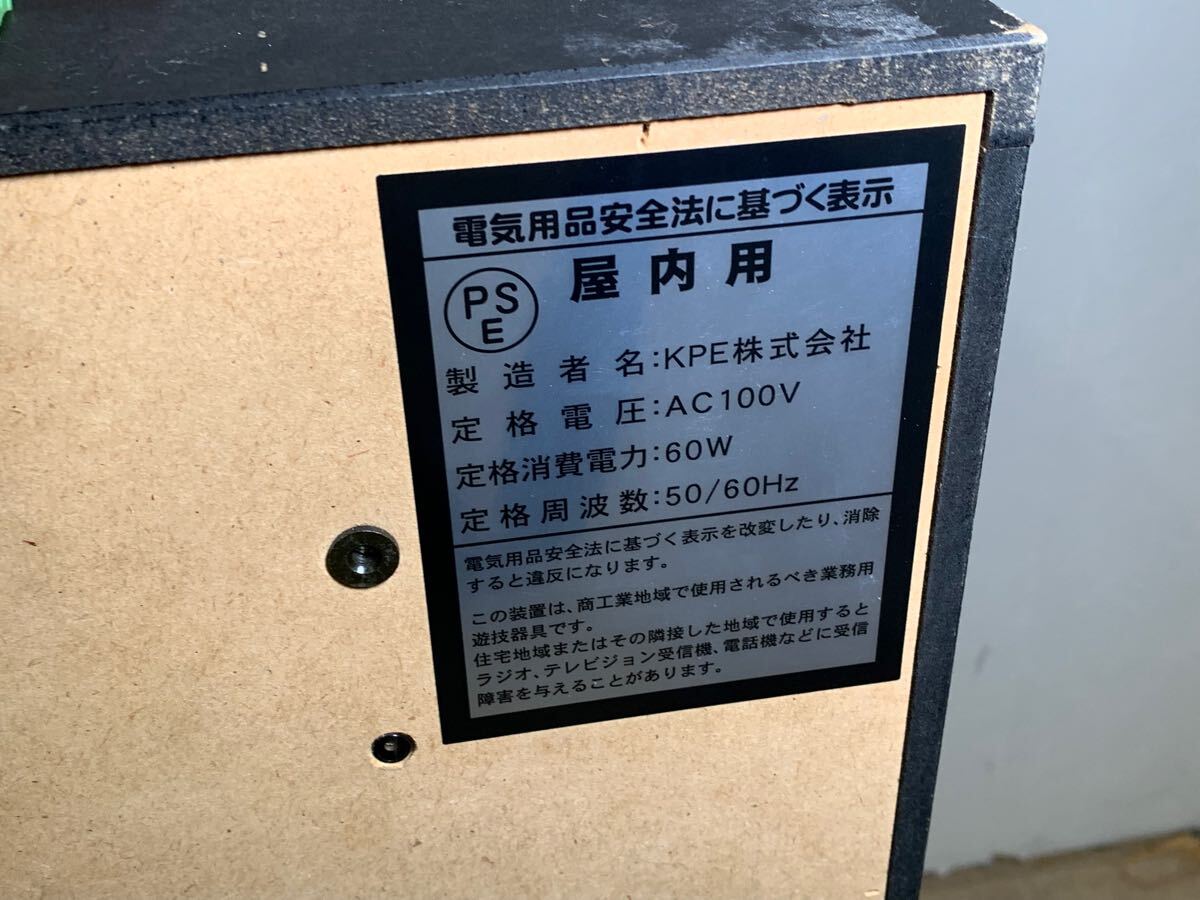 電気用品安全法に基づく表示
PSE
屋内用
製造者名:KPE株式会社
定格電圧:AC100V
定格消費電力:60W
定格周波数:50/60Hz
電気用品安全法に基づく表示を改変したり、消除
すると違反になります。
この装置は、商工業地域で使用されるべき業務用
遊技器具です。
住宅地域またはその隣接した地域で使用すると
ラジオ、テレビジョン受信機、電話機などに受信
障害を与えることがあります。